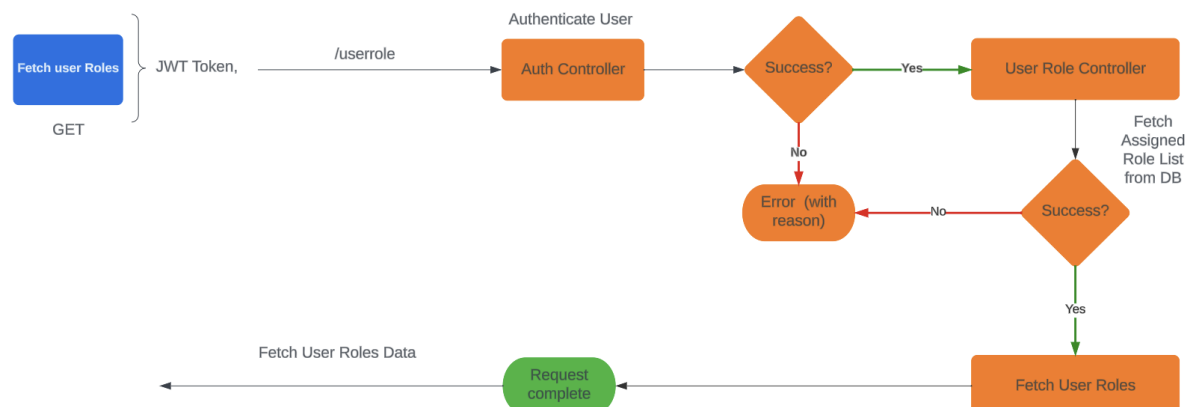 Fetch user Roles
GET
JWT Token,
/userrole
Authenticate User
Auth Controller
Success?
Yes
User Role Controller
No
Error (with
reason)
Fetch
Assigned
Role List
from DB
Success?
No
Yes
Fetch User Roles
Request
complete
Fetch User Roles Data